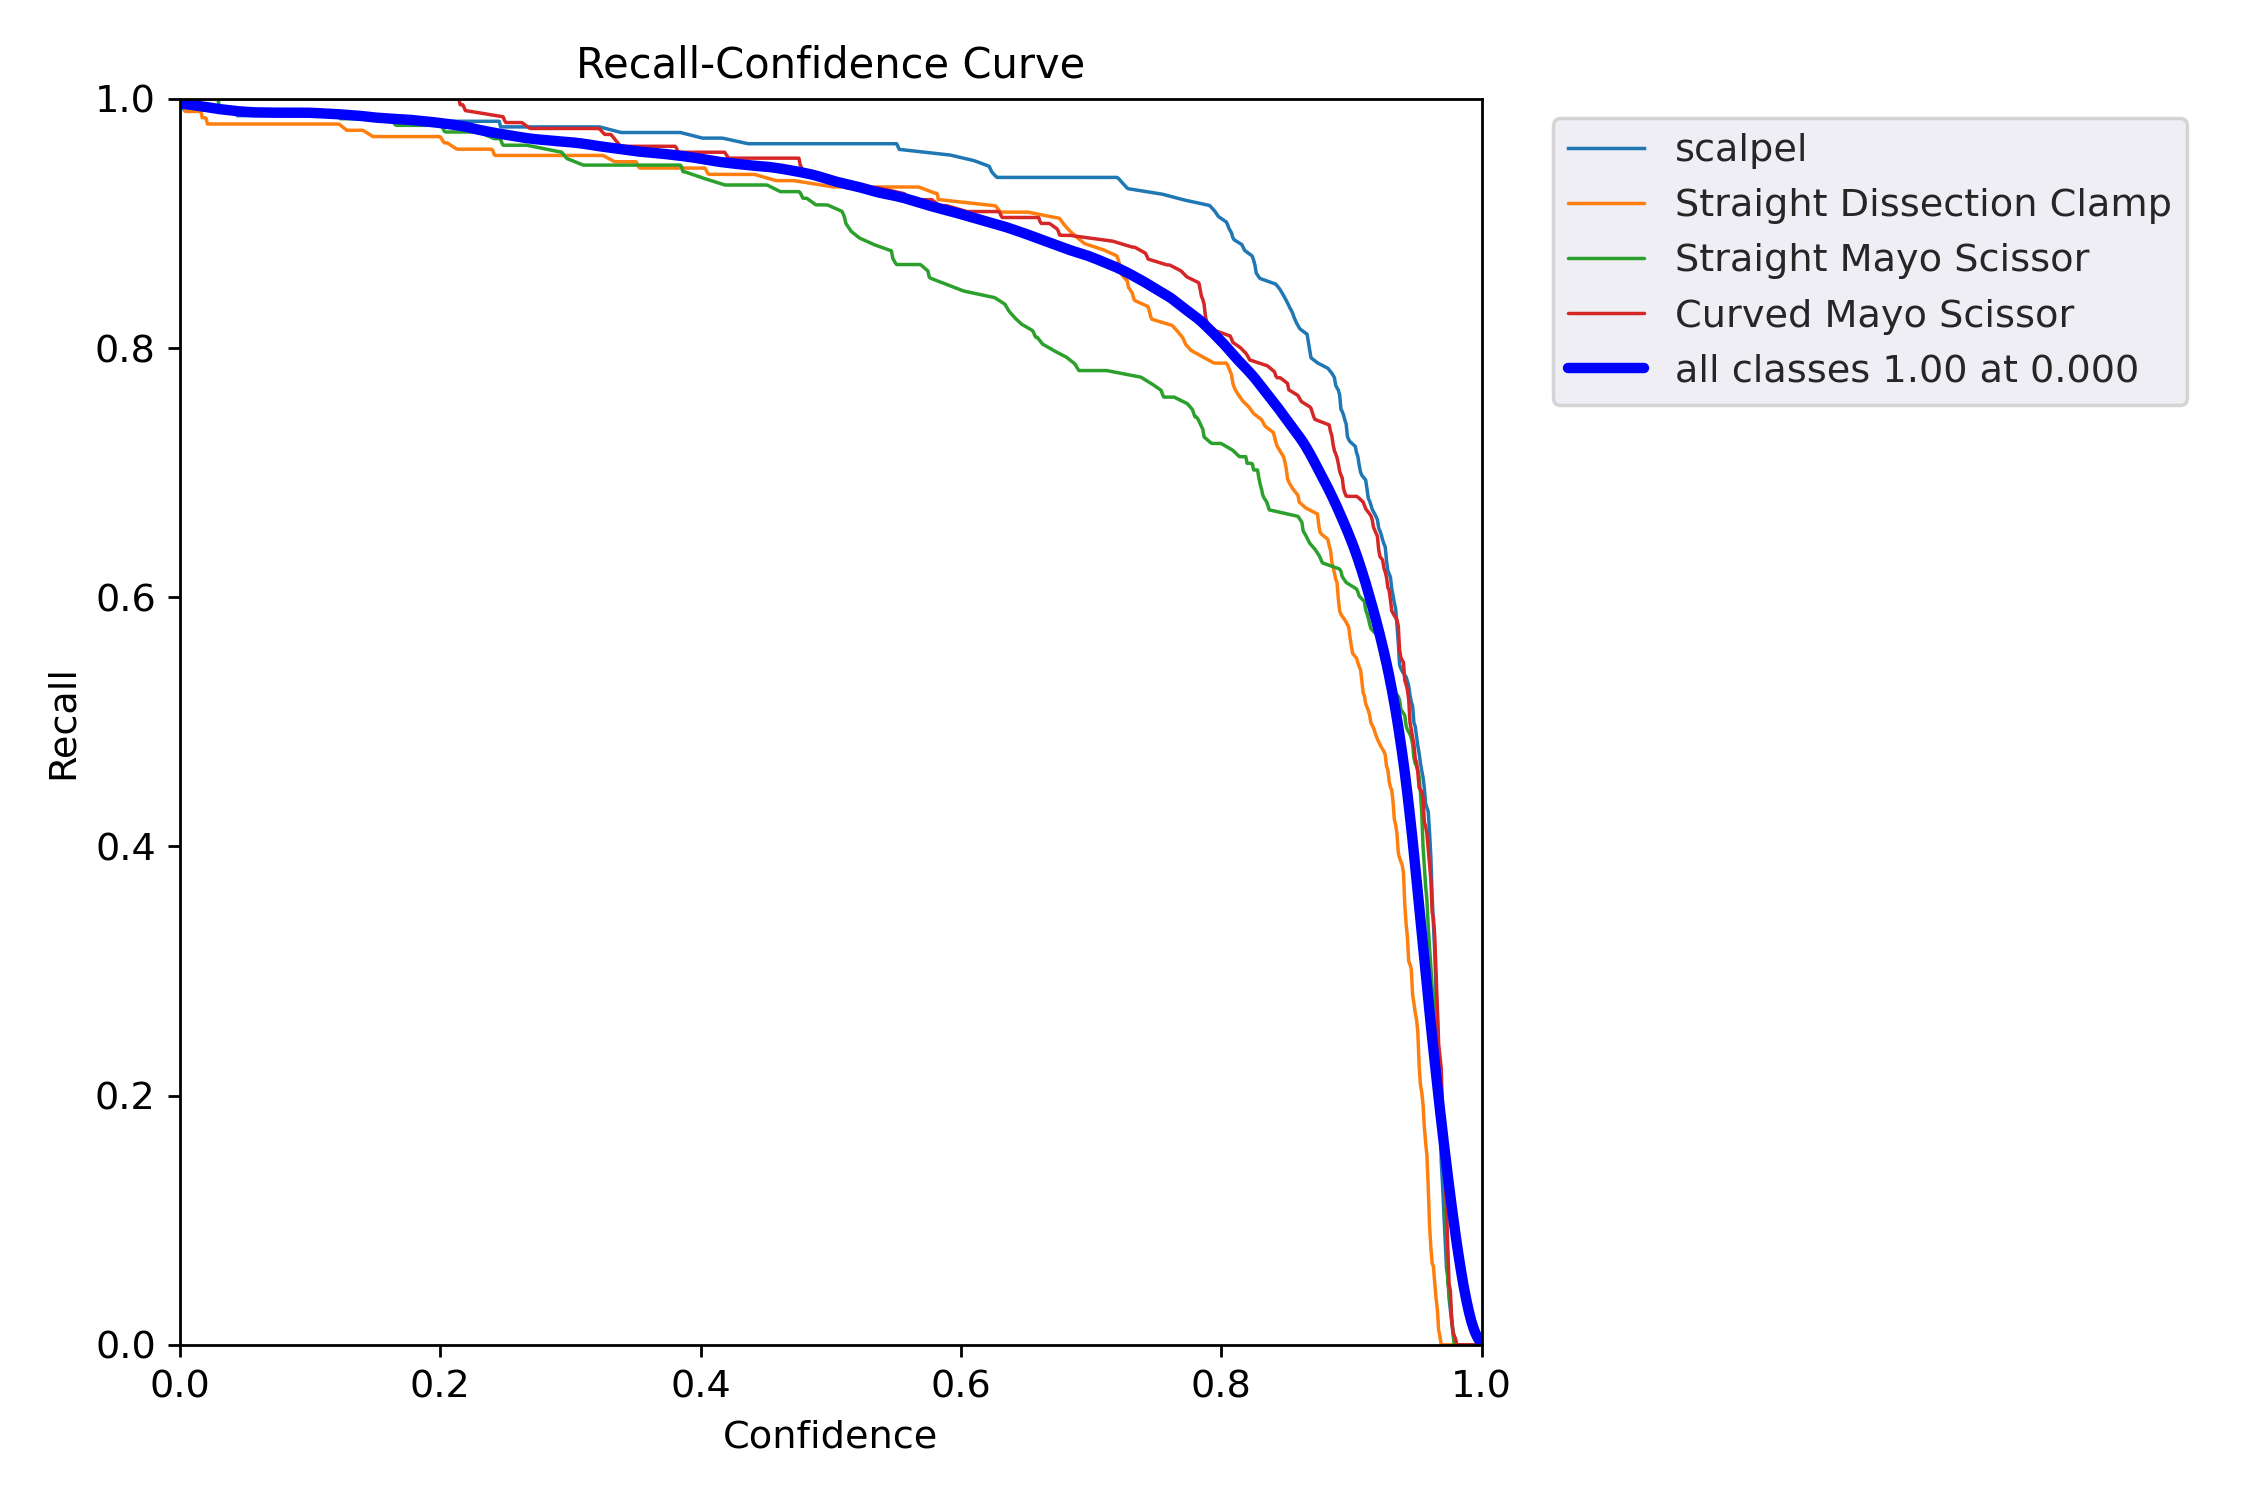 Recall-Confidence Curve
1.0
0.8
0.6
0.4
0.2
0.0
Recall
0.0 0.2 0.4 0.6 0.8 1.0
Confidence
scalpel
Straight Dissection Clamp
Straight Mayo Scissor
Curved Mayo Scissor
all classes 1.00 at 0.000